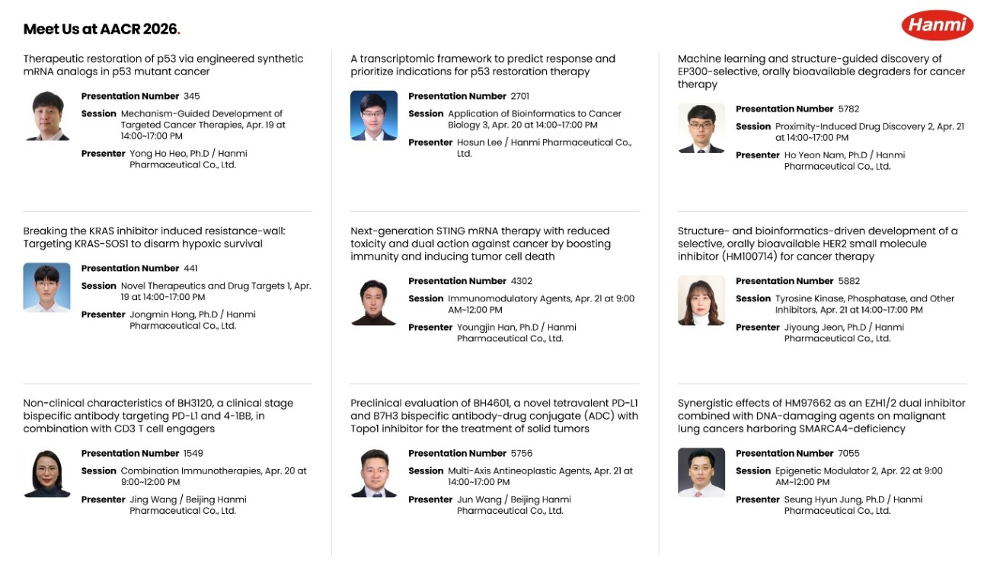 Meet Us at AACR 2026.
Hanmi
Therapeutic restoration of p53 via engineered synthetic
mRNA analogs in p53 mutant cancer
Presentation Number 345
Session Mechanism-Guided Development of
Targeted Cancer Therapies, Apr. 19 at
14:00~17:00 PM
Presenter Yong Ho Heo, Ph.D / Hanmi
Pharmaceutical Co., Ltd.
Breaking the KRAS inhibitor induced resistance-wall:
Targeting KRAS-SOS1 to disarm hypoxic survival
Presentation Number 441
Session Novel Therapeutics and Drug Targets 1, Apr.
19 at 14:00-17:00 PM
Presenter Jongmin Hong, Ph.D / Hanmi
Pharmaceutical Co., Ltd.
Non-clinical characteristics of BH3120, a clinical stage
bispecific antibody targeting PD-L1 and 4-1BB, in
combination with CD3 T cell engagers
Presentation Number 1549
Session Combination Immunotherapies, Apr. 20 at
9:00~12:00 PM
Presenter Jing Wang / Beijing Hanmi
Pharmaceutical Co., Ltd.
A transcriptomic framework to predict response and
prioritize indications for p53 restoration therapy
Presentation Number 2701
Session Application of Bioinformatics to Cancer
Biology 3, Apr. 20 at 14:00~17:00 PM
Presenter Hosun Lee / Hanmi Pharmaceutical Co.,
Ltd.
Next-generation STING mRNA therapy with reduced
toxicity and dual action against cancer by boosting
immunity and inducing tumor cell death
Presentation Number 4302
Session Immunomodulatory Agents, Apr. 21 at 9:00
AM~12:00 PM
Presenter Youngjin Han, Ph.D / Hanmi
Pharmaceutical Co., Ltd.
Preclinical evaluation of BH4601, a novel tetravalent PD-L1
and B7H3 bispecific antibody-drug conjugate (ADC) with
Topo1 inhibitor for the treatment of solid tumors
Presentation Number 5756
Session Multi-Axis Antineoplastic Agents, Apr. 21 at
14:00~17:00 PM
Presenter Jun Wang / Beijing Hanmi
Pharmaceutical Co., Ltd.
Machine learning and structure-guided discovery of
EP300-selective, orally bioavailable degraders for cancer
therapy
Presentation Number 5782
Session Proximity-Induced Drug Discovery 2, Apr. 21
at 14:00~17:00 PM
Presenter Ho Yeon Nam, Ph.D / Hanmi
Pharmaceutical Co., Ltd.
Structure- and bioinformatics-driven development of a
selective, orally bioavailable HER2 small molecule
inhibitor (HM100714) for cancer therapy
Presentation Number 5882
Session Tyrosine Kinase, Phosphatase, and Other
Inhibitors, Apr. 21 at 14:00~17:00 PM
Presenter Jiyoung Jeon, Ph.D / Hanmi
Pharmaceutical Co., Ltd.
Synergistic effects of HM97662 as an EZH1/2 dual inhibitor
combined with DNA-damaging agents on malignant
lung cancers harboring SMARCA4-deficiency
Presentation Number 7055
Session Epigenetic Modulator 2, Apr. 22 at 9:00
AM~12:00 PM
Presenter Seung Hyun Jung, Ph.D / Hanmi
Pharmaceutical Co., Ltd.